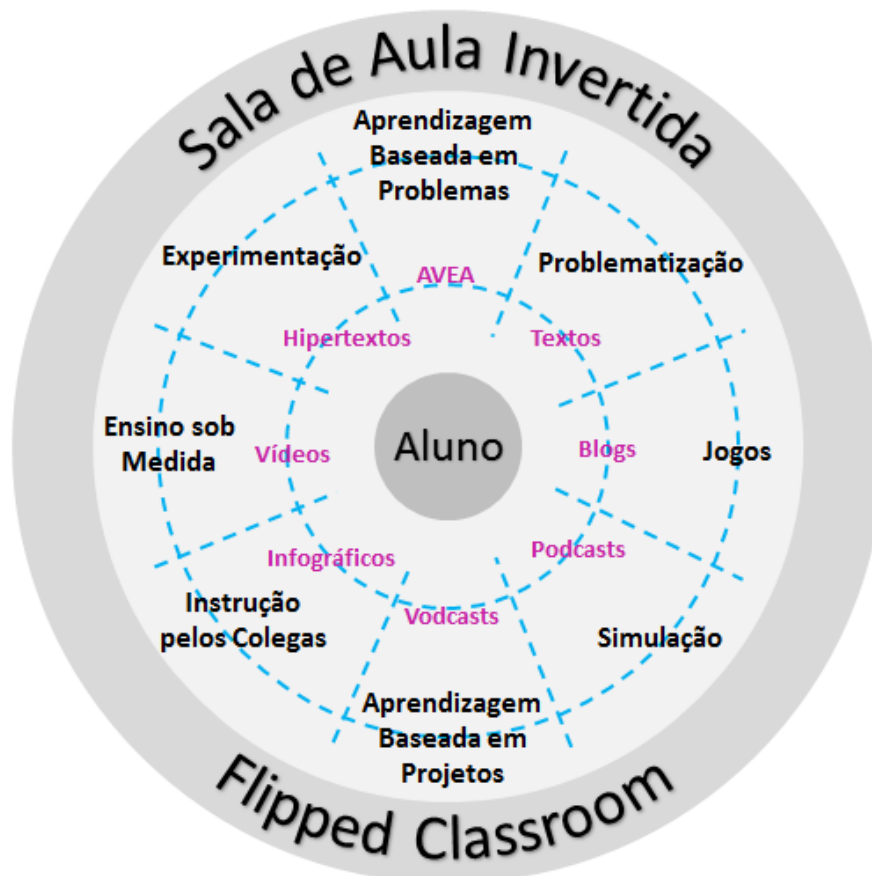 Sala de Aula Invertida
Aprendizagem
Baseada em
Problemas
Experimentação
Problematização
AVEA
Hipertextos
Textos
Ensino sob
Medida
Vídeos
Aluno
Blogs
Jogos
Infográficos
Podcasts
Instrução
pelos Colegas
Vodcasts
Simulação
Aprendizagem
Baseada em
Projetos
Flipped Classroom